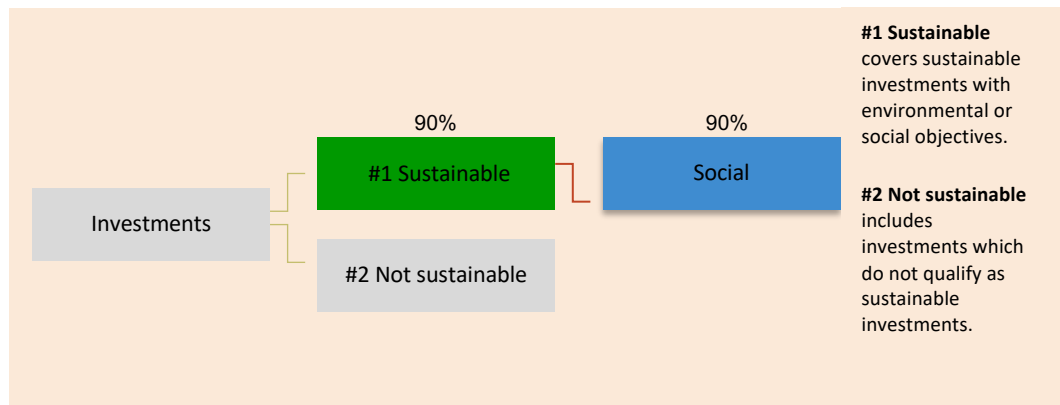 90%
90%
#1 Sustainable
Social
Investments
#2 Not sustainable
#1 Sustainable
covers sustainable
investments with
environmental or
social objectives.
#2 Not sustainable
includes
investments which
do not qualify as
sustainable
investments.